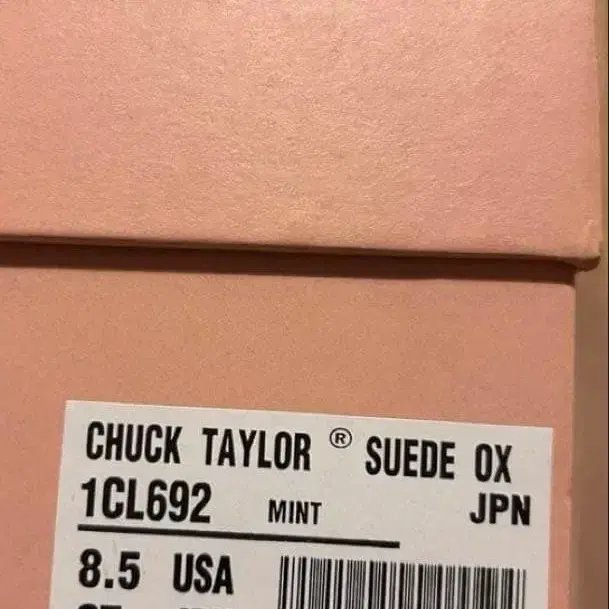 CHUCK TAYLOR ® SUEDE OX
1CL692 MINT JPN
8.5 USA